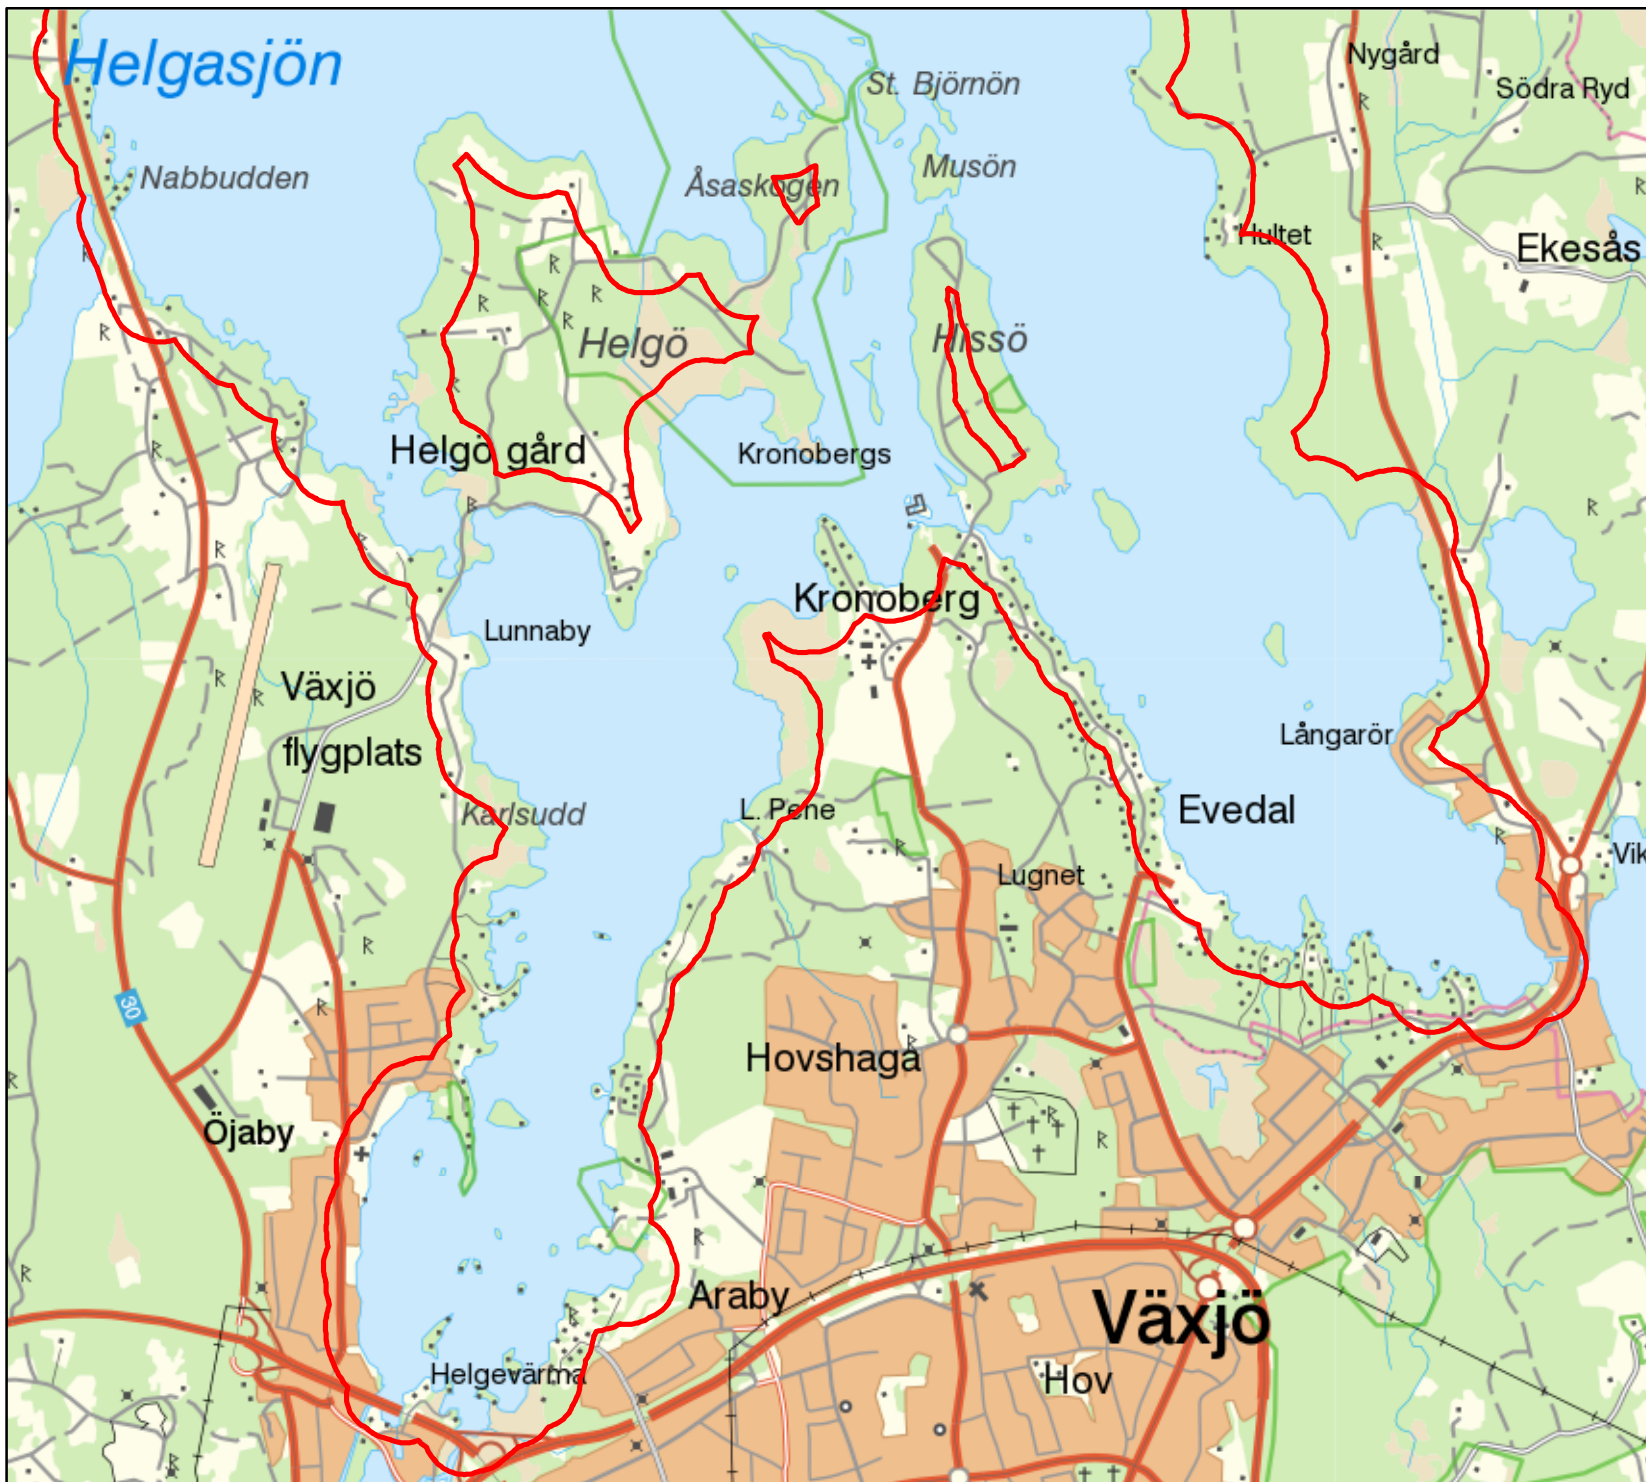 Nygård
Helgasjön
St. Björnön
Södra Ryd
Musön
Nabbudden
Åsaskogen
Hultet
Ekesås
Hissö
Helgö
Helgö gård
Kronobergs
Kronoberg
Lunnaby
Växjö
flygplats
Långarör
L. Pene
Karlsudd
Evedal
Vik
Lugnet
30
Hovshaga
Öjaby
Araby
Växjö
Helgevärma
Hov